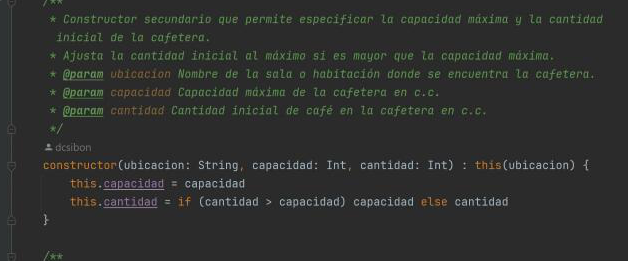 /**
* Constructor secundario que permite especificar la capacidad máxima y la cantidad
inicial de la cafetera.
* Ajusta la cantidad inicial al máximo si es mayor que la capacidad máxima.
* @param ubicacion Nombre de la sala o habitación donde se encuentra la cafetera.
* @param capacidad Capacidad máxima de la cafetera en c.c.
* @param cantidad Cantidad inicial de café en la cafetera en c.c.
*/
dcsibon
constructor(ubicacion: String, capacidad: Int, cantidad: Int) : this(ubicacion) {
this.capacidad = capacidad
this.cantidad = if (cantidad > capacidad) capacidad else cantidad
}
/**